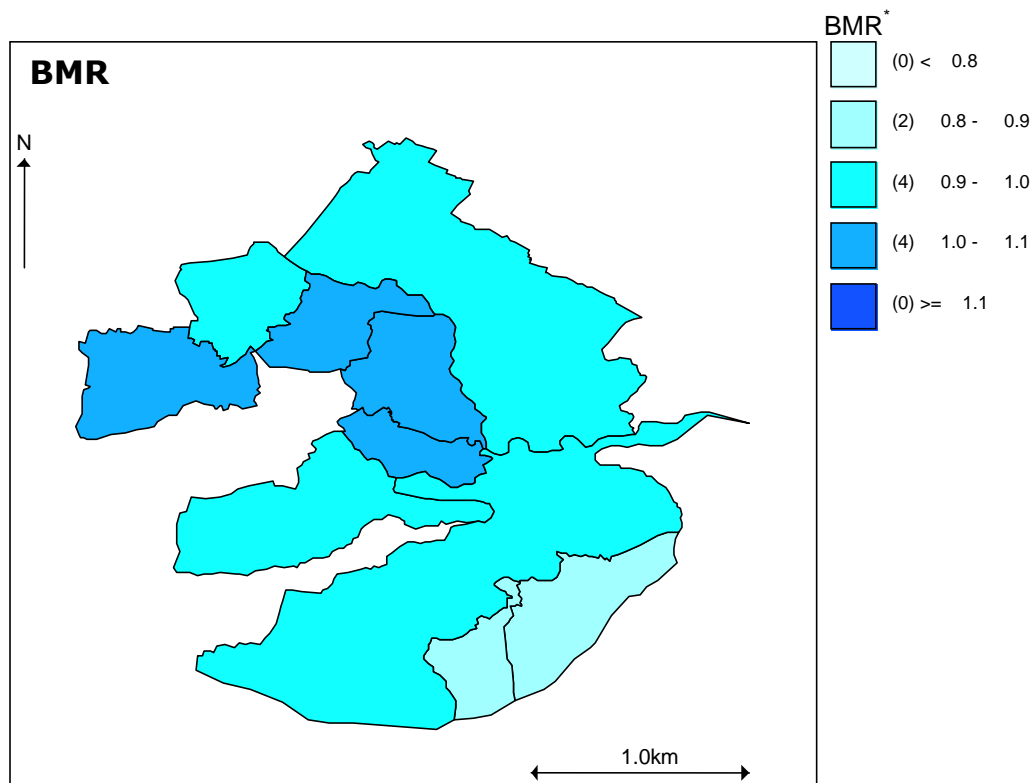 BMR*
BMR
(0) < 0.8
(2) 0.8 - 0.9
N
(4) 0.9 - 1.0
(4) 1.0 - 1.1
(0) >= 1.1
1.0km